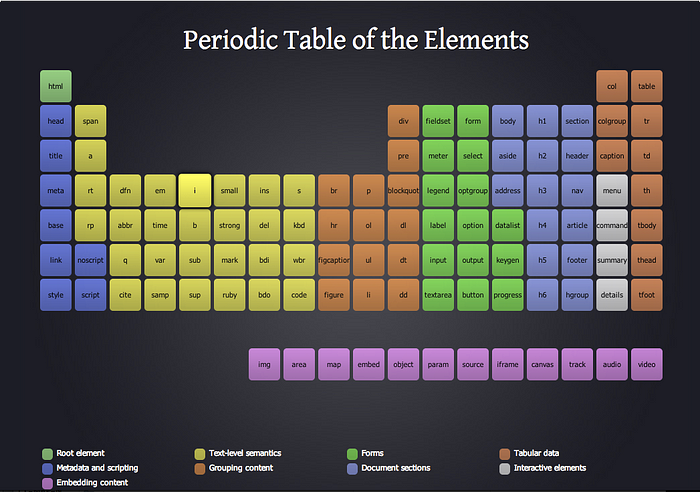 Periodic Table of the Elements
html col table
head span div fieldset form body h1 section colgroup tr
title a pre meter select aside h2 header caption td
meta rt dfn em i small ins s br p blockquot legend optgroup address h3 nav menu th
base rp abbr time b strong del kbd hr ol dl label option datalist h4 article command tbody
link noscript q var sub mark bdi wbr figcaption ul dt input output keygen h5 footer summary thead
style script cite samp sup ruby bdo code figure li dd textarea button progress h6 hgroup details tfoot
img area map embed object param source iframe canvas track audio video
Root element Text-level semantics Forms Tabular data
Metadata and scripting Grouping content Document sections Interactive elements
Embedding content